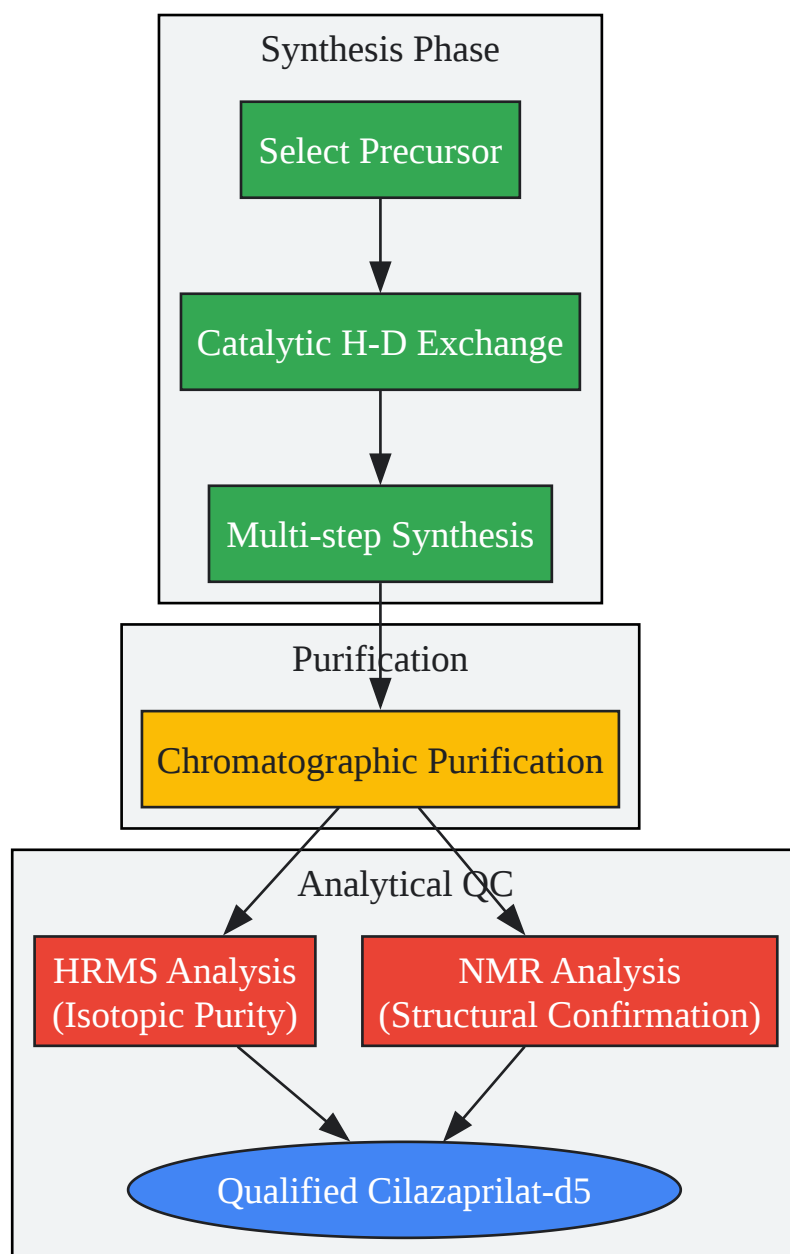 Synthesis Phase
Select Precursor
Catalytic H-D Exchange
Multi-step Synthesis
Purification
Chromatographic Purification
Analytical QC
HRMS Analysis
(Isotopic Purity)
NMR Analysis
(Structural Confirmation)
Qualified Cilazaprilat-d5